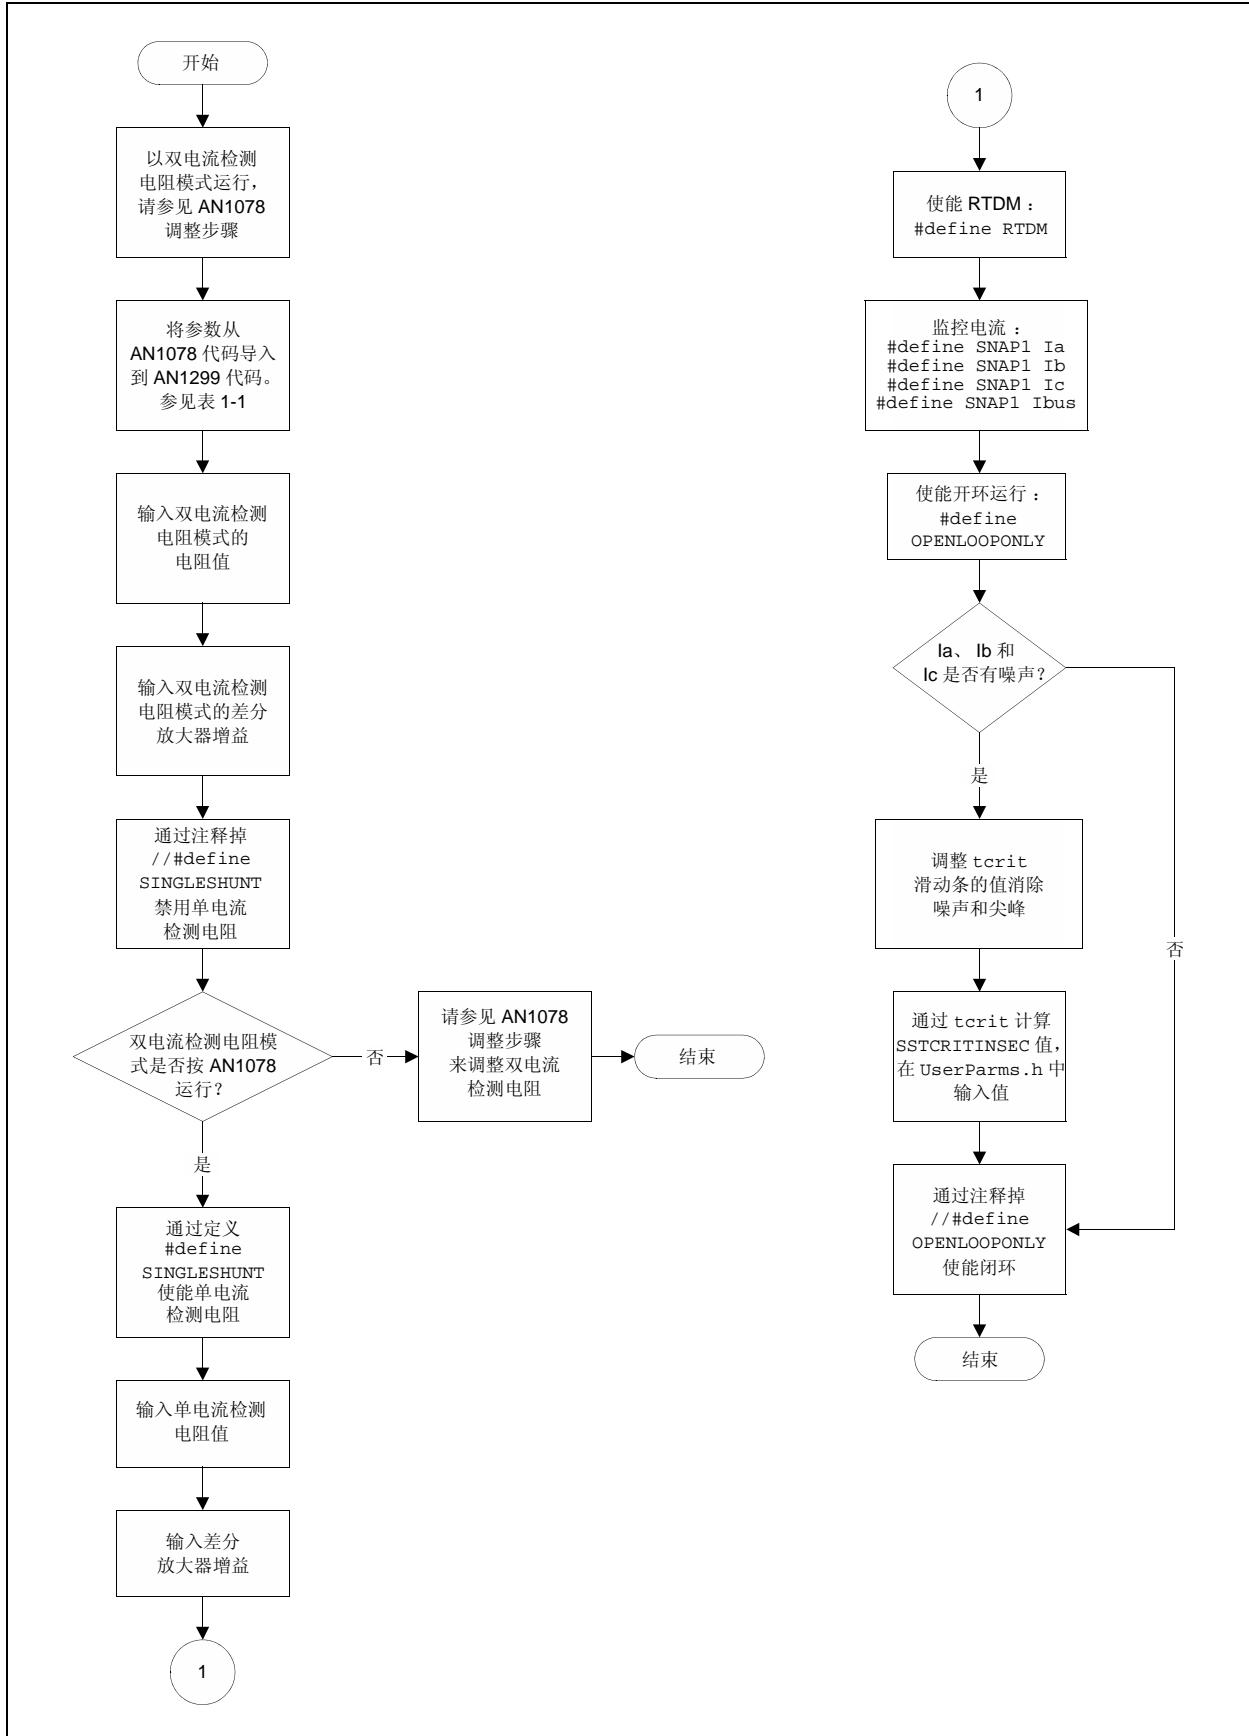 开始
以双电流检测
电阻模式运行，
请参见 AN1078
调整步骤
将参数从
AN1078 代码导入
到 AN1299 代码。
参见表 1-1
输入双电流检测
电阻模式的
电阻值
输入双电流检测
电阻模式的差分
放大器增益
通过注释掉
//#define
SINGLESHUNT
禁用单电流
检测电阻
双电流检测电阻模
式是否按 AN1078
运行？
否
请参见 AN1078
调整步骤
来调整双电流
检测电阻
结束
是
通过定义
#define
SINGLESHUNT
使能单电流
检测电阻
输入单电流检测
电阻值
输入差分
放大器增益
1
1
使能 RTDM：
#define RTDM
监控电流：
#define SNAP1 Ia
#define SNAP1 Ib
#define SNAP1 Ic
#define SNAP1 Ibus
使能开环运行：
#define
OPENLOOPONLY
Ia、 Ib 和
Ic 是否有噪声？
是
调整 tcrit
滑动条的值消除
噪声和尖峰
否
通过 tcrit 计算
SSTCRITINSEC 值，
在 UserParms.h 中
输入值
通过注释掉
//#define
OPENLOOPONLY
使能闭环
结束